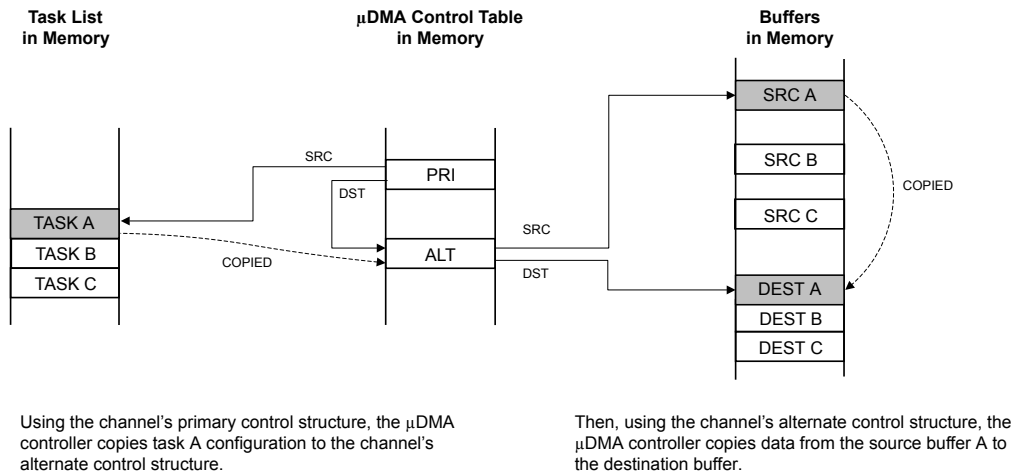 Task List
in Memory
μDMA Control Table
in Memory
Buffers
in Memory
SRC A
SRC
PRI
SRC B
DST
COPIED
TASK A
SRC C
SRC
TASK B
ALT
COPIED
DST
TASK C
DEST A
DEST B
DEST C
Using the channel's primary control structure, the μDMA
controller copies task A configuration to the channel's
alternate control structure.
Then, using the channel's alternate control structure, the
μDMA controller copies data from the source buffer A to
the destination buffer.